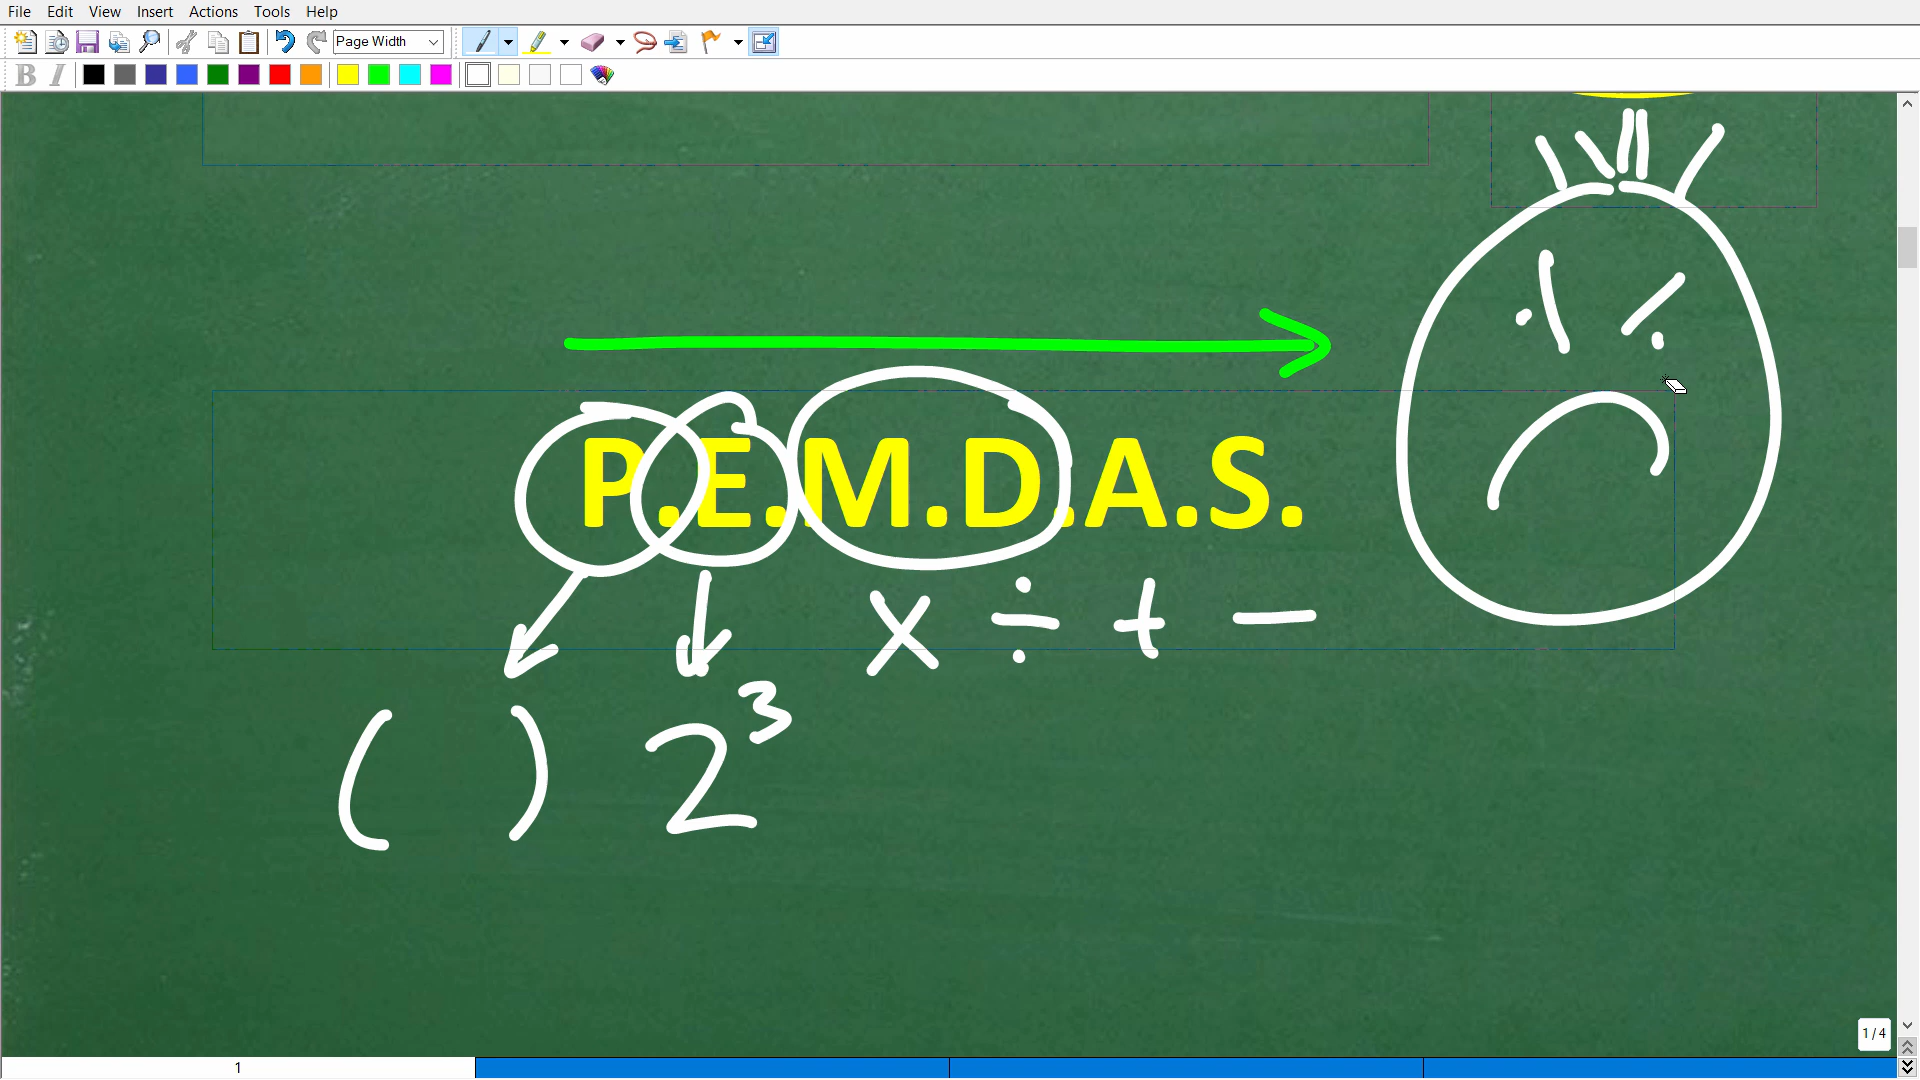 File Edit View Insert Actions Tools Help
Page Width
B I
P.E.M.D.A.S.
x ÷ + −
( ) 2³
1 / 4
1